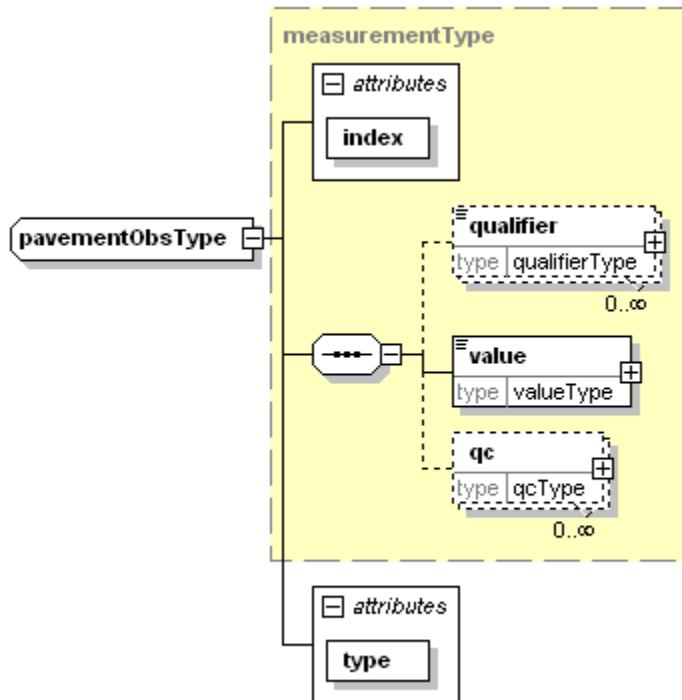 measurementType
attributes
index
pavementObsType
qualifier
type qualifierType
0..∞
value
type valueType
qc
type qcType
0..∞
attributes
type